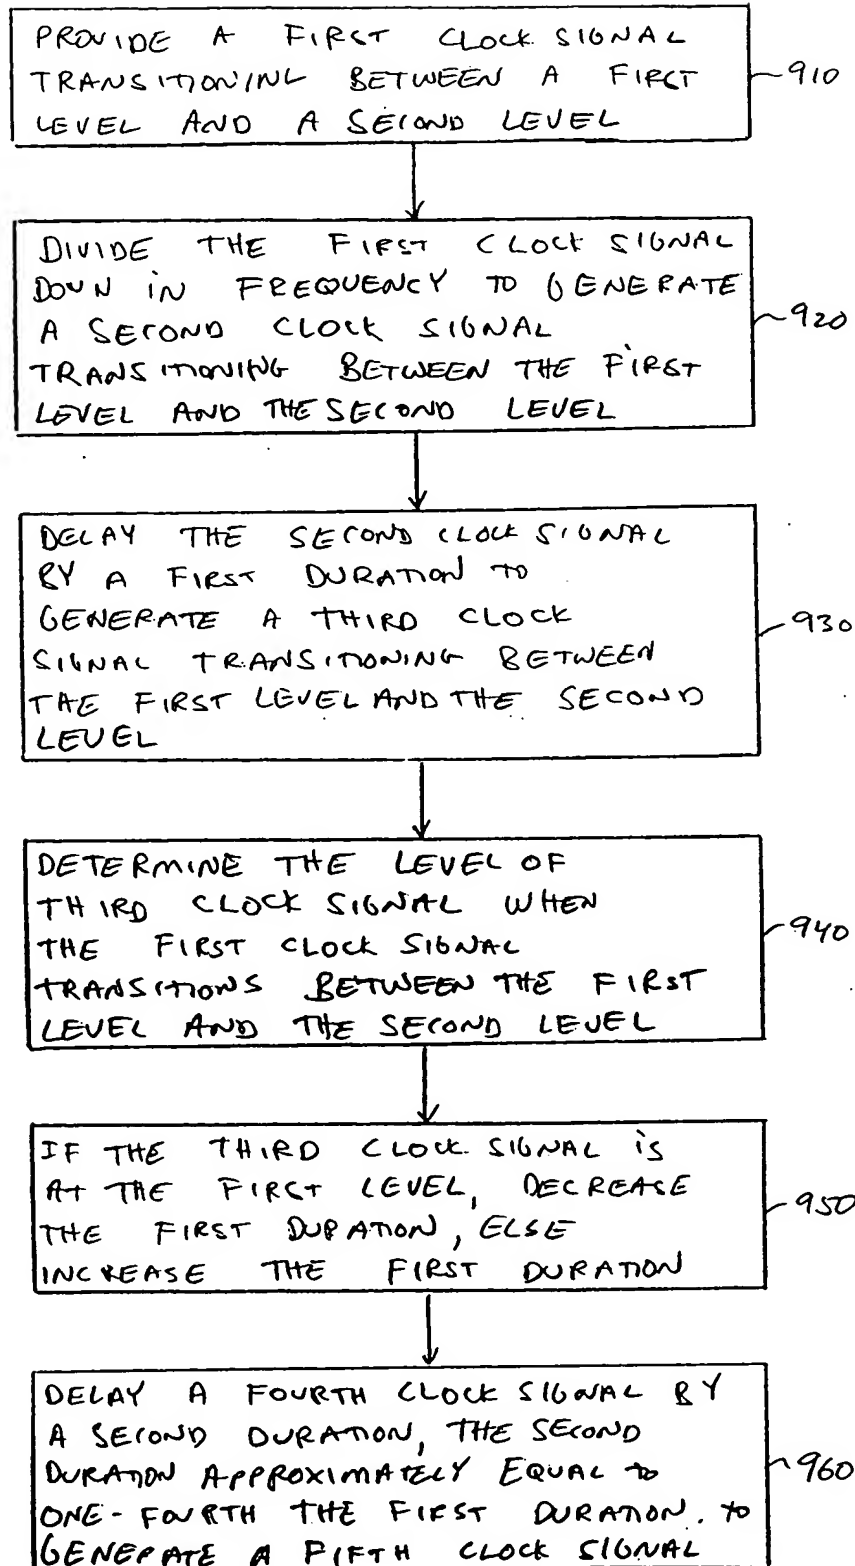 PROVIDE A FIRST CLOCK SIGNAL
TRANSITIONING BETWEEN A FIRST
LEVEL AND A SECOND LEVEL
910
DIVIDE THE FIRST CLOCK SIGNAL
DOWN IN FREQUENCY TO GENERATE
A SECOND CLOCK SIGNAL
TRANSITIONING BETWEEN THE FIRST
LEVEL AND THE SECOND LEVEL
920
DELAY THE SECOND CLOCK SIGNAL
BY A FIRST DURATION TO
GENERATE A THIRD CLOCK
SIGNAL TRANSITIONING BETWEEN
THE FIRST LEVEL AND THE SECOND
LEVEL
930
DETERMINE THE LEVEL OF
THIRD CLOCK SIGNAL WHEN
THE FIRST CLOCK SIGNAL
TRANSITIONS BETWEEN THE FIRST
LEVEL AND THE SECOND LEVEL
940
IF THE THIRD CLOCK SIGNAL IS
AT THE FIRST LEVEL, DECREASE
THE FIRST DURATION, ELSE
INCREASE THE FIRST DURATION
950
DELAY A FOURTH CLOCK SIGNAL BY
A SECOND DURATION, THE SECOND
DURATION APPROXIMATELY EQUAL TO
ONE-FOURTH THE FIRST DURATION. TO
GENERATE A FIFTH CLOCK SIGNAL
960